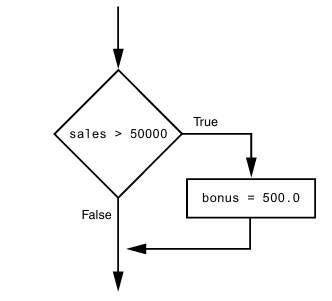 sales > 50000
True
bonus = 500.0
False